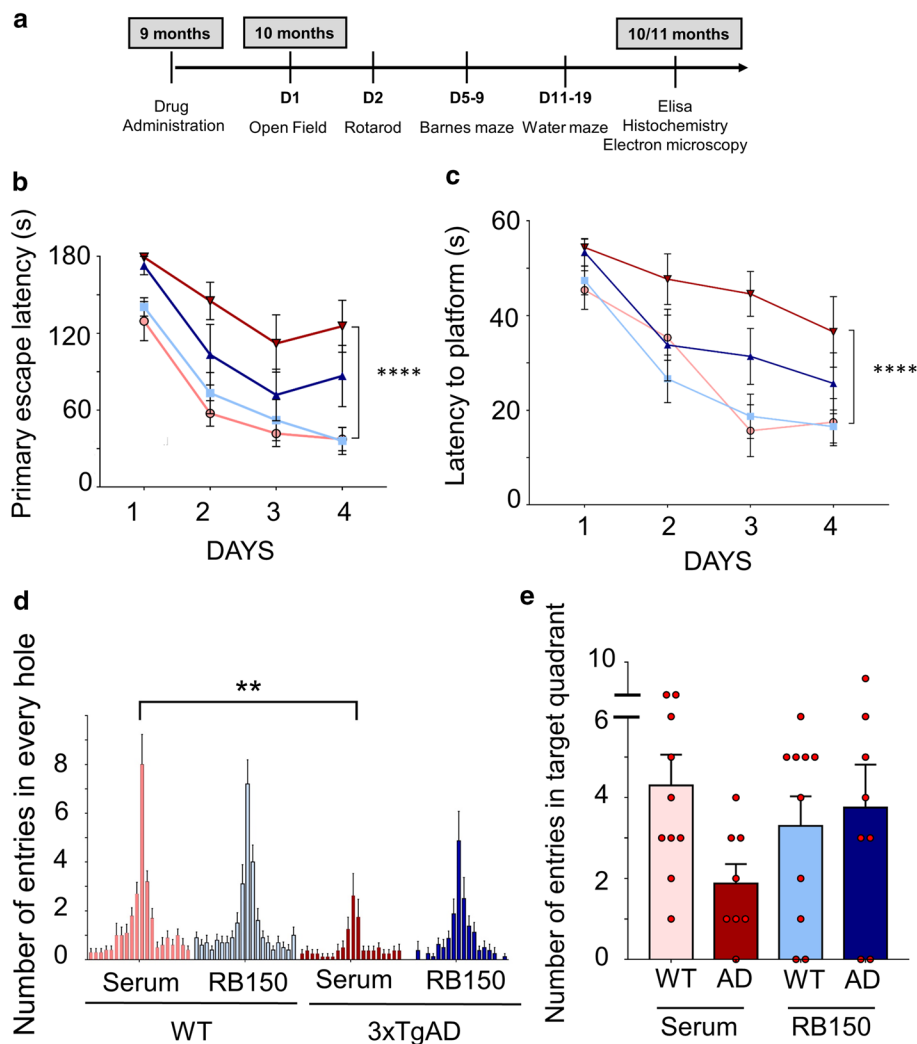 a
9 months
10 months
10/11 months
D1
D2
D5-9
D11-19
Drug
Administration
Open Field
Rotarod
Barnes maze
Water maze
Elisa
Histochemistry
Electron microscopy
b
Primary escape latency (s)
180
120
60
0
1 2 3 4
DAYS
****
c
Latency to platform (s)
60
40
20
0
1 2 3 4
DAYS
****
d
Number of entries in every hole
8
6
4
2
0
**
Serum RB150 Serum RB150
WT 3xTgAD
e
Number of entries in target quadrant
10
6
4
2
0
WT AD WT AD
Serum RB150